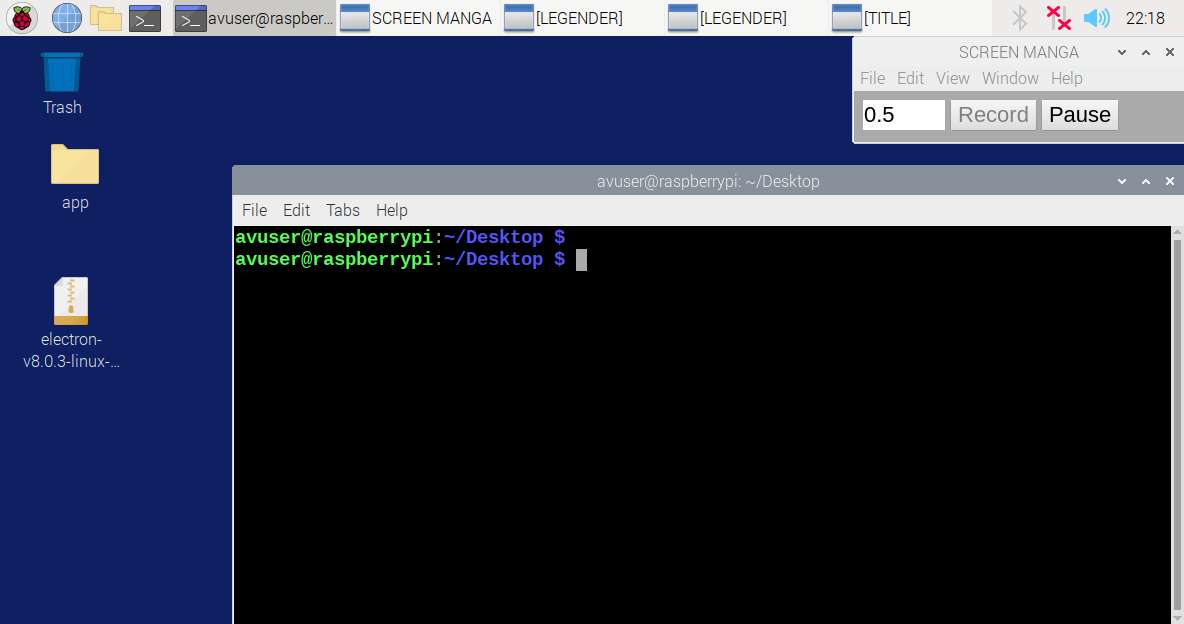 avuser@raspber... SCREEN MANGA [LEGENDER] [LEGENDER] [TITLE] 22:18
SCREEN MANGA
File Edit View Window Help
0.5 Record Pause
Trash
app
electron-
v8.0.3-linux-...
avuser@raspberrypi: ~/Desktop
File Edit Tabs Help
avuser@raspberrypi:~/Desktop $
avuser@raspberrypi:~/Desktop $